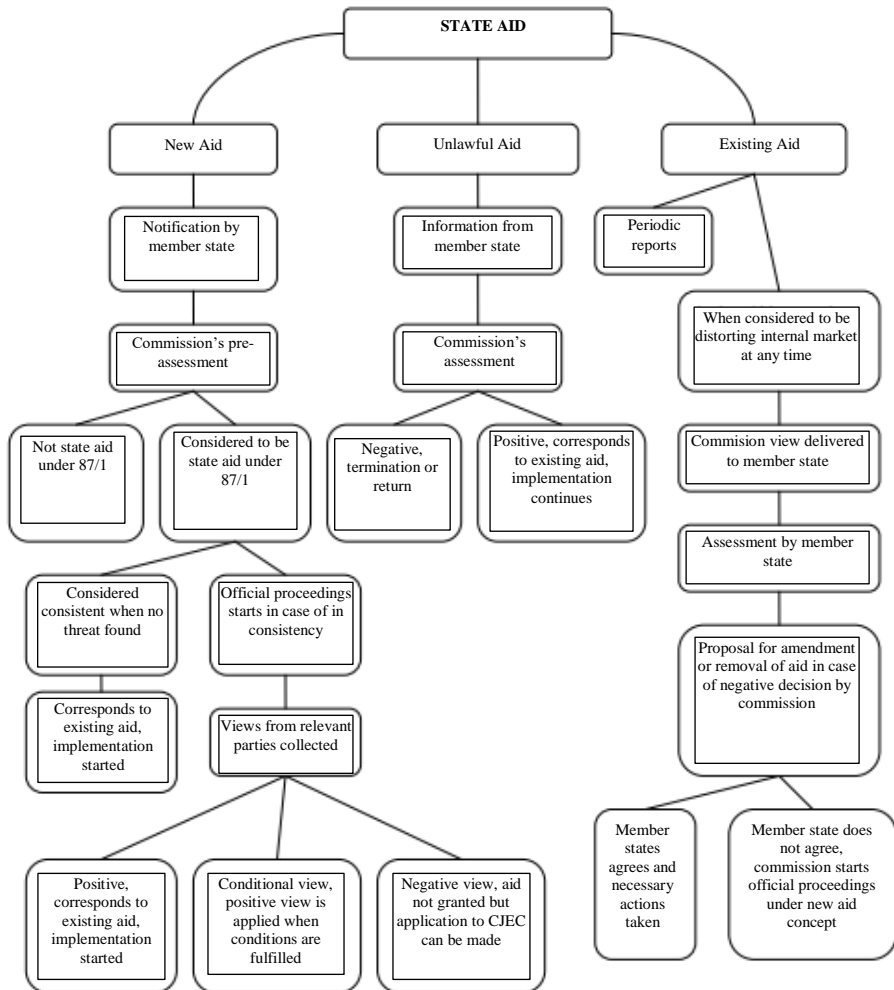 STATE AID
New Aid
Unlawful Aid
Existing Aid
Notification by
member state
Information from
member state
Periodic
reports
Commission’s pre-
assessment
Commission’s
assessment
When considered to be
distorting internal market
at any time
Not state aid
under 87/1
Considered to be
state aid under
87/1
Negative,
termination or
return
Positive, corresponds
to existing aid,
implementation
continues
Commision view delivered
to member state
Assessment by member
state
Considered
consistent when no
threat found
Official proceedings
starts in case of in
consistency
Proposal for amendment
or removal of aid in case
of negative decision by
commission
Corresponds to
existing aid,
implementation
started
Views from relevant
parties collected
Member
states
agrees and
necessary
actions
taken
Member state does
not agree,
commission starts
official proceedings
under new aid
concept
Positive,
corresponds to
existing aid,
implementation
started
Conditional view,
positive view is
applied when
conditions are
fulfilled
Negative view, aid
not granted but
application to CJEC
can be made